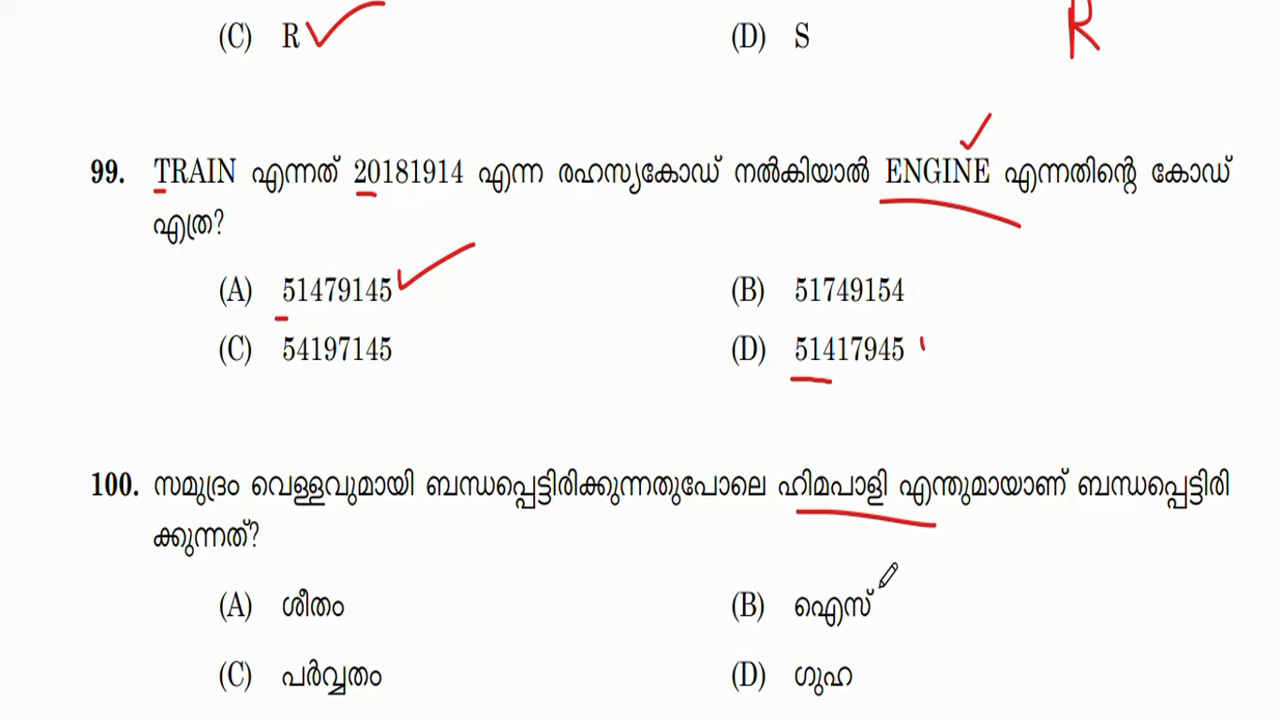 (C) R (D) S R
99. TRAIN എന്നത് 20181914 എന്ന രഹസ്യകോഡ് നൽകിയാൽ ENGINE എന്നതിന്റെ കോഡ്
എത്ര?
(A) 51479145 (B) 51749154
(C) 54197145 (D) 51417945
100. സമുദ്രം വെള്ളവുമായി ബന്ധപ്പെട്ടിരിക്കുന്നതുപോലെ ഹിമപാളി എന്തുമായാണ് ബന്ധപ്പെട്ടിരി
ക്കുന്നത്?
(A) ശീതം (B) ഐസ്
(C) പർവ്വതം (D) ഗുഹ